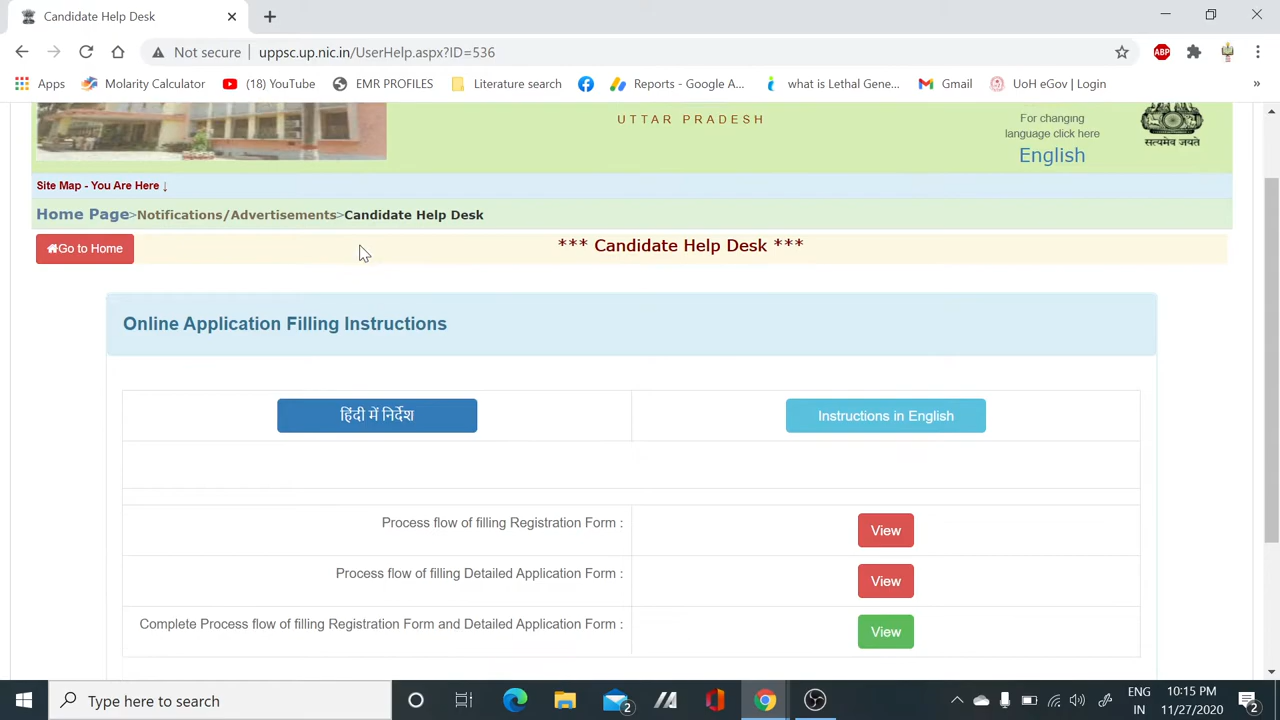 Candidate Help Desk
Not secure uppsc.up.nic.in/UserHelp.aspx?ID=536
ABP
Apps Molarity Calculator (18) YouTube EMR PROFILES Literature search Reports - Google A... what is Lethal Gene... Gmail UoH eGov | Login »
UTTAR PRADESH
For changing
language click here
English
सत्यमेव जयते
Site Map - You Are Here ↓
Home Page>Notifications/Advertisements>Candidate Help Desk
Go to Home
*** Candidate Help Desk ***
Online Application Filling Instructions
हिंदी में निर्देश
Instructions in English
Process flow of filling Registration Form : View
Process flow of filling Detailed Application Form : View
Complete Process flow of filling Registration Form and Detailed Application Form : View
Type here to search
2
ENG
IN
10:15 PM
11/27/2020
2